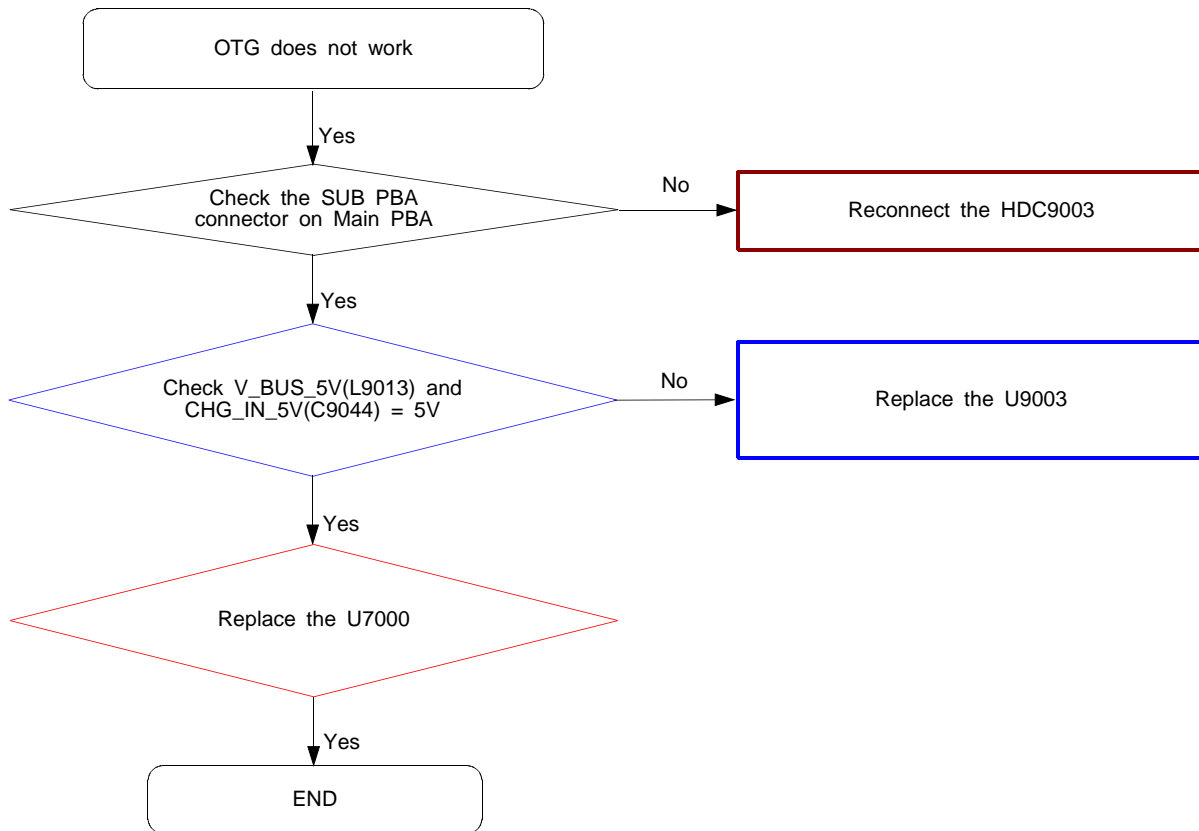 OTG does not work
Yes
Check the SUB PBA
connector on Main PBA
No
Reconnect the HDC9003
Yes
Check V_BUS_5V(L9013) and
CHG_IN_5V(C9044) = 5V
No
Replace the U9003
Yes
Replace the U7000
Yes
END